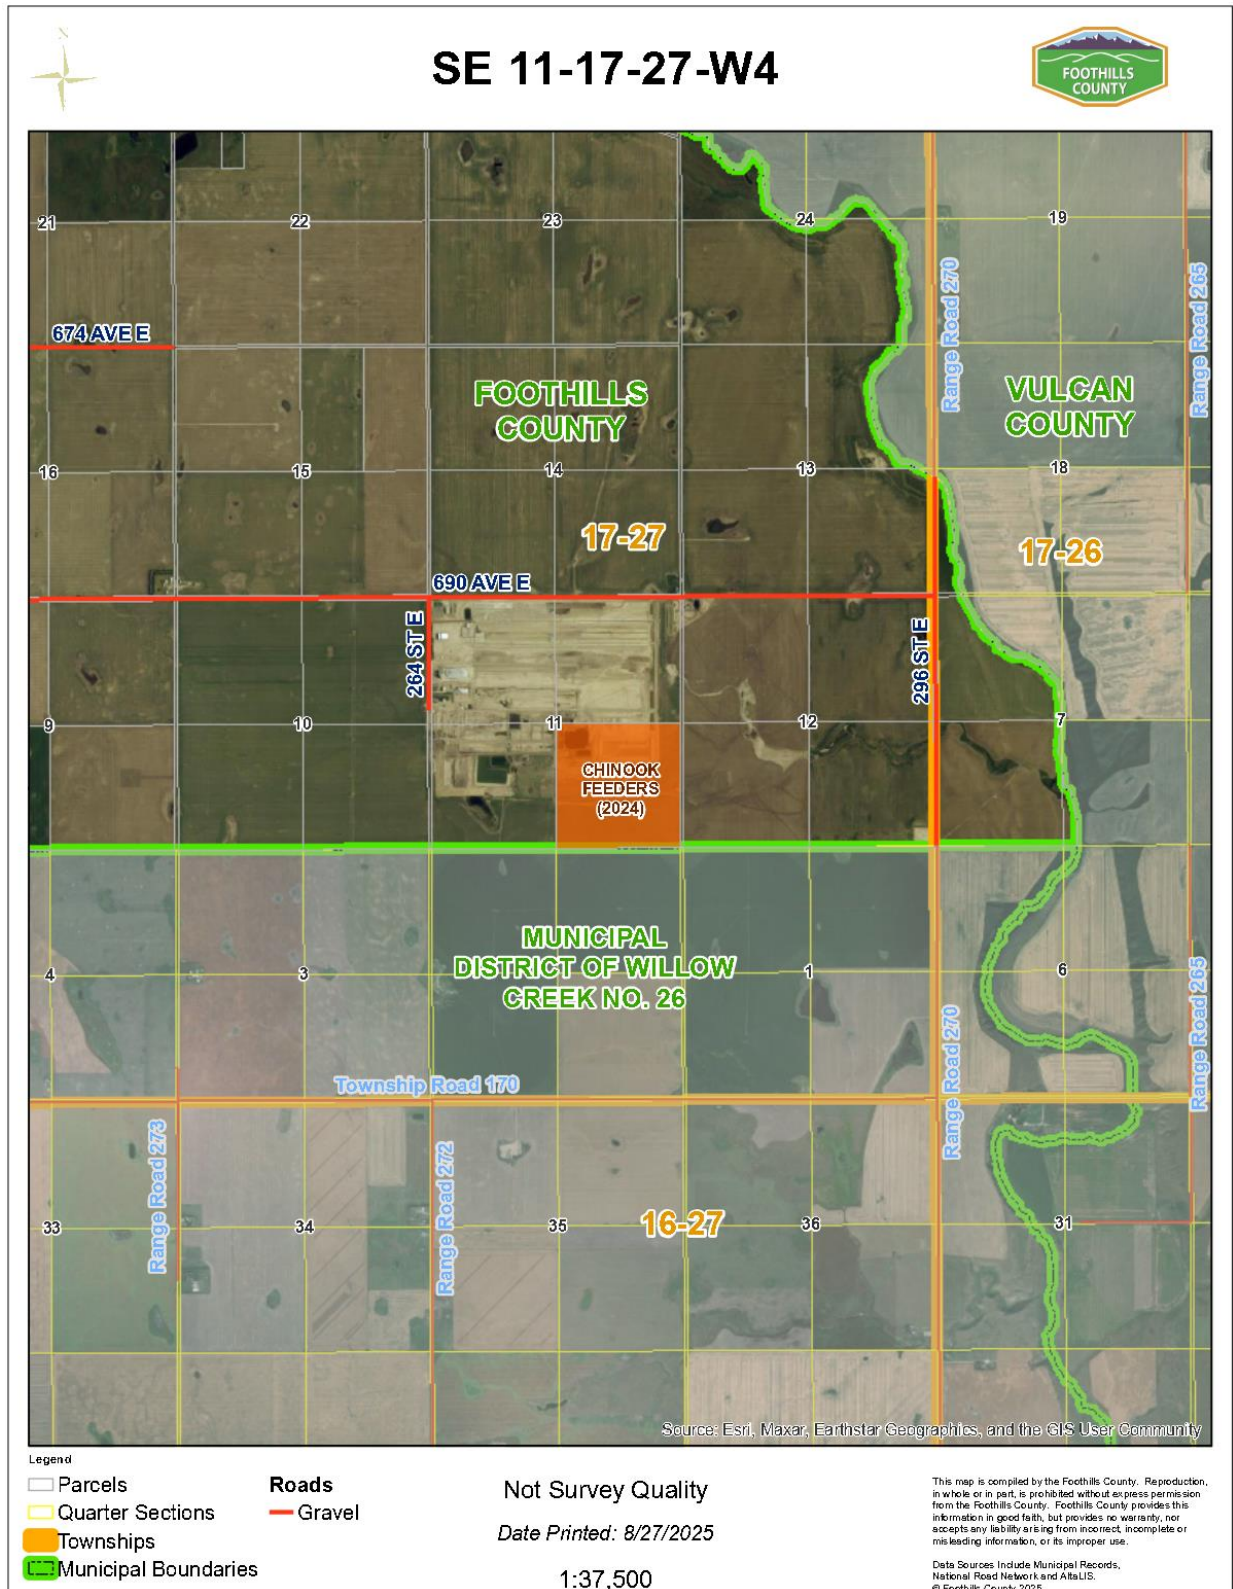 N
SE 11-17-27-W4
FOOTHILLS
COUNTY
21
22
23
24
19
Range Road 270
Range Road 265
674 AVE E
FOOTHILLS
COUNTY
VULCAN
COUNTY
16
15
14
13
18
17-27
17-26
690 AVE E
264 ST E
296 ST E
9
10
11
12
7
CHINOOK
FEEDERS
(2024)
MUNICIPAL
DISTRICT OF WILLOW
CREEK NO. 26
4
3
1
6
Range Road 265
Range Road 270
Township Road 170
Range Road 273
Range Road 272
33
34
35
16-27
36
31
Source: Esri, Maxar, Earthstar Geographics, and the GIS User Community
Legend
Parcels
Quarter Sections
Townships
Municipal Boundaries
Roads
Gravel
Not Survey Quality
Date Printed: 8/27/2025
1:37,500
This map is compiled by the Foothills County. Reproduction,
in whole or in part, is prohibited without express permission
from the Foothills County. Foothills County provides this
information in good faith, but provides no warranty, nor
accepts any liability arising from incorrect, incomplete or
misleading information, or its improper use.
Data Sources Include Municipal Records,
National Road Network and AltaLIS.
© Foothills County 2025